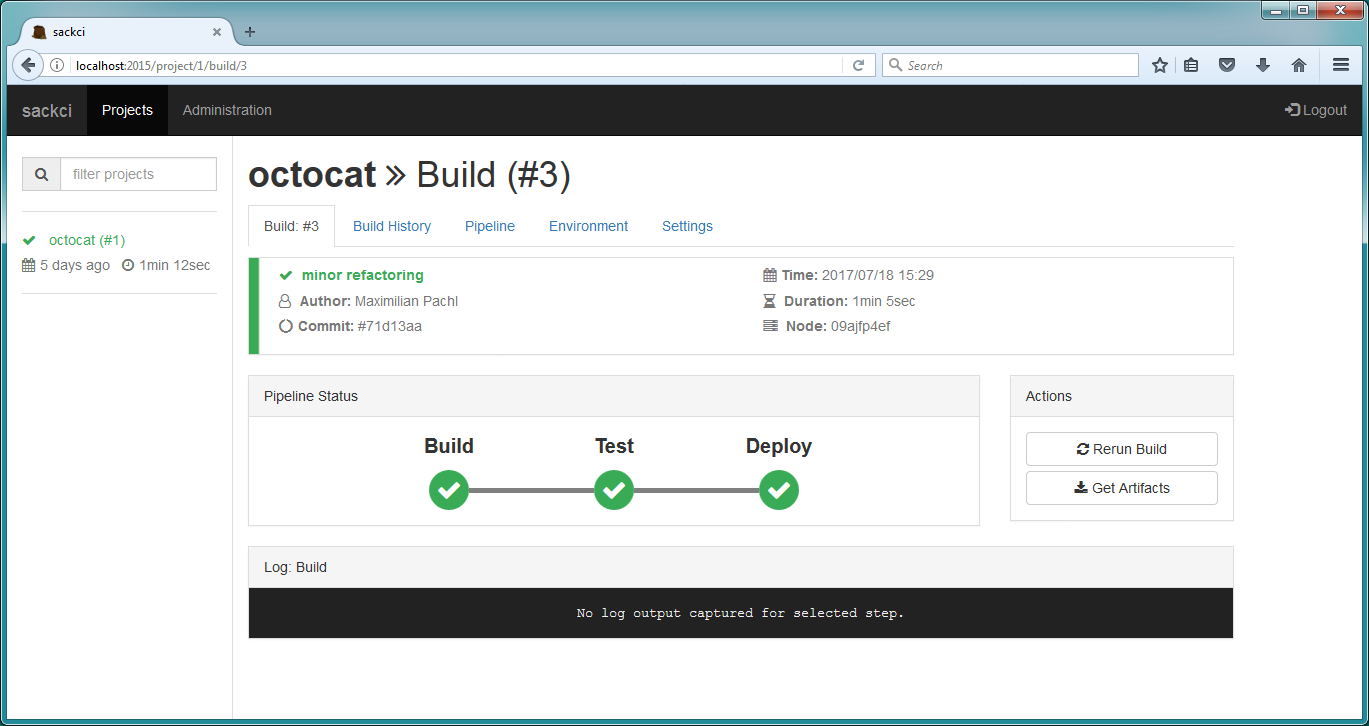 sackci
localhost:2015/project/1/build/3
Search
sackci Projects Administration Logout
filter projects
octocat (#1)
5 days ago 1min 12sec
octocat » Build (#3)
Build: #3 Build History Pipeline Environment Settings
minor refactoring
Author: Maximilian Pachl
Commit: #71d13aa
Time: 2017/07/18 15:29
Duration: 1min 5sec
Node: 09ajfp4ef
Pipeline Status
Build Test Deploy
Actions
Rerun Build
Get Artifacts
Log: Build
No log output captured for selected step.